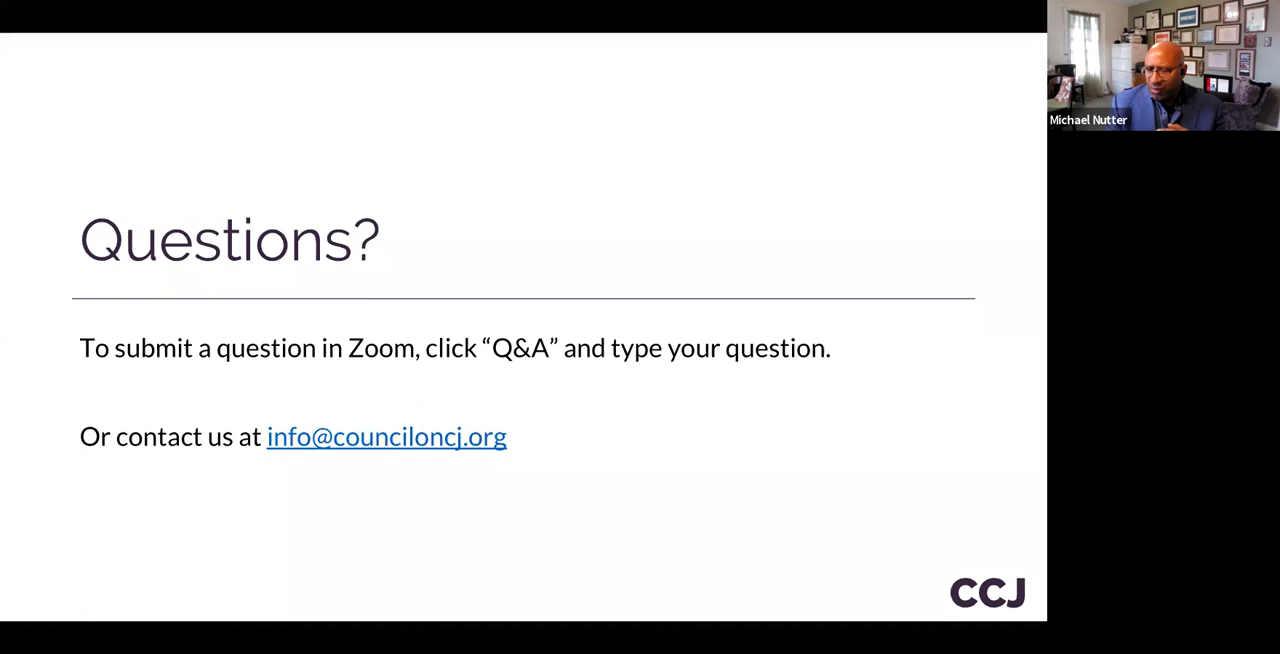 Questions?
To submit a question in Zoom, click “Q&A” and type your question.
Or contact us at info@counciloncj.org
CCJ
Michael Nutter